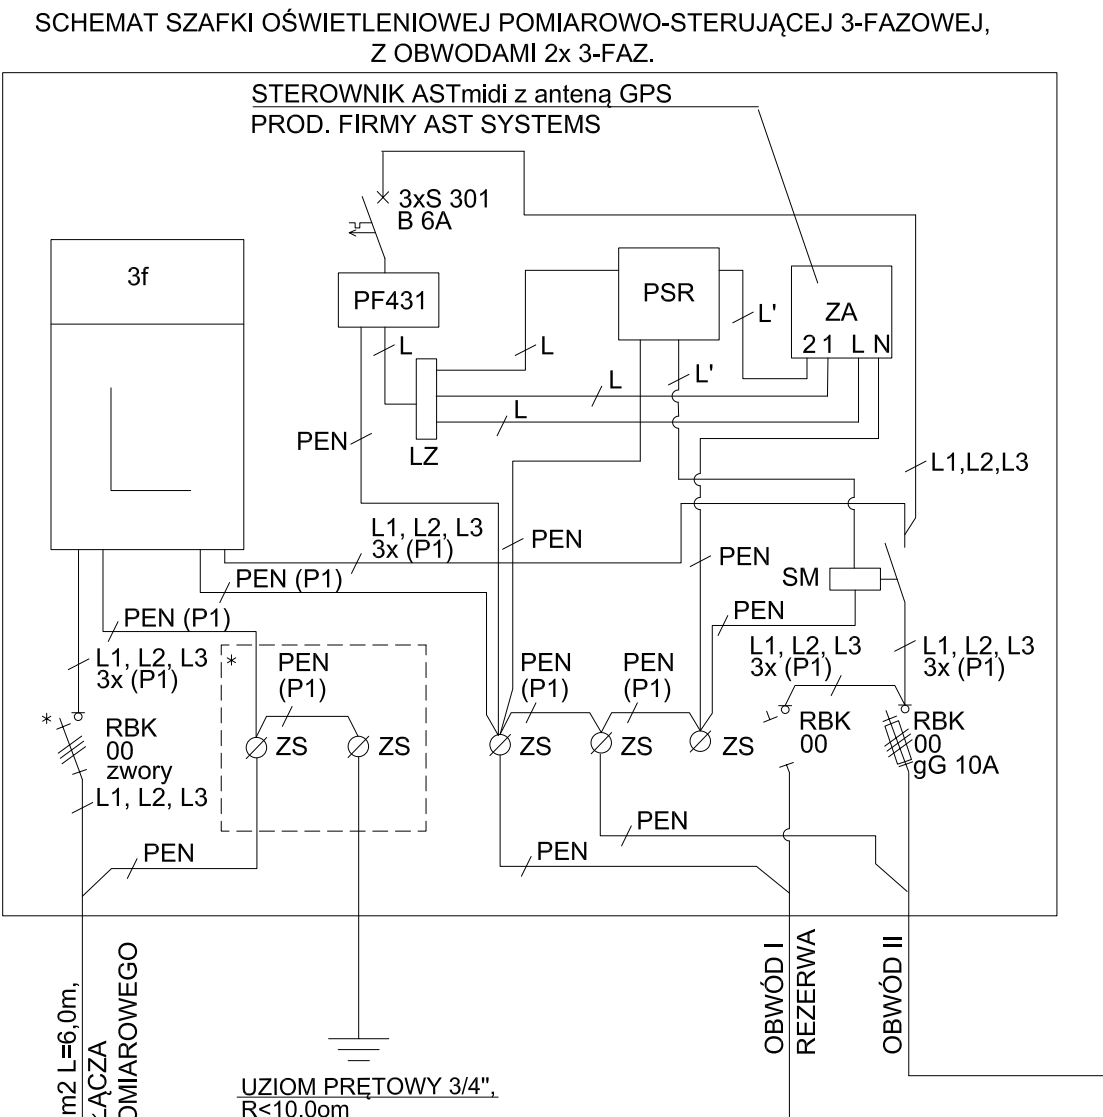 SCHEMAT SZAFKI OŚWIETLENIOWEJ POMIAROWO-STERUJĄCEJ 3-FAZOWEJ,
Z OBWODAMI 2x 3-FAZ.
STEROWNIK ASTmidi z anteną GPS
PROD. FIRMY AST SYSTEMS
3xS 301
B 6A
3f
PF431
PSR
ZA
2 1 L N
L'
L
L
L'
L
L
PEN
LZ
L1,L2,L3
L1, L2, L3
3x (P1)
PEN
PEN
PEN (P1)
SM
PEN (P1)
PEN
L1, L2, L3
3x (P1)
*
PEN
(P1)
PEN
(P1)
PEN
(P1)
L1, L2, L3
3x (P1)
L1, L2, L3
3x (P1)
*
RBK
00
zwory
ZS
ZS
ZS
ZS
ZS
RBK
00
RBK
00
gG 10A
L1, L2, L3
PEN
PEN
PEN
OBWÓD I
REZERWA
OBWÓD II
m2 L=6,0m,
ŁĄCZA
OMIAROWEGO
UZIOM PRĘTOWY 3/4",
R<10.0om